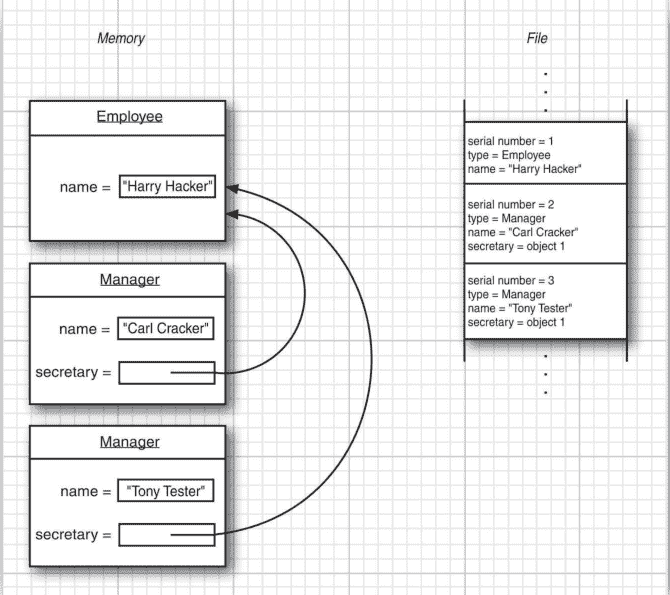 Memory
File
Employee
name = "Harry Hacker"
Manager
name = "Carl Cracker"
secretary =
Manager
name = "Tony Tester"
secretary =
serial number = 1
type = Employee
name = "Harry Hacker"
serial number = 2
type = Manager
name = "Carl Cracker"
secretary = object 1
serial number = 3
type = Manager
name = "Tony Tester"
secretary = object 1